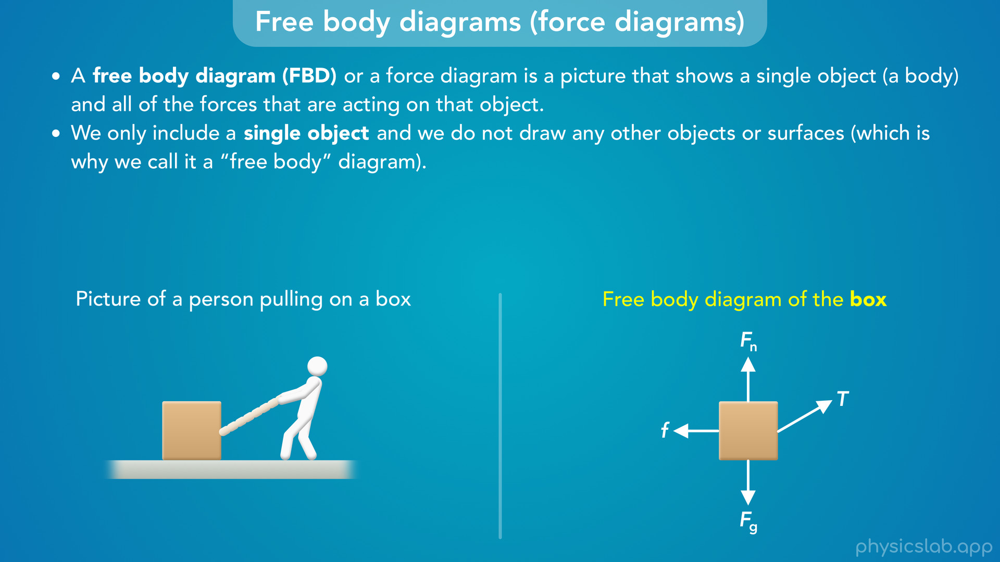 Free body diagrams (force diagrams)
• A free body diagram (FBD) or a force diagram is a picture that shows a single object (a body)
and all of the forces that are acting on that object.
• We only include a single object and we do not draw any other objects or surfaces (which is
why we call it a “free body” diagram).
Picture of a person pulling on a box
Free body diagram of the box
Fn
T
f
Fg
physicslab.app